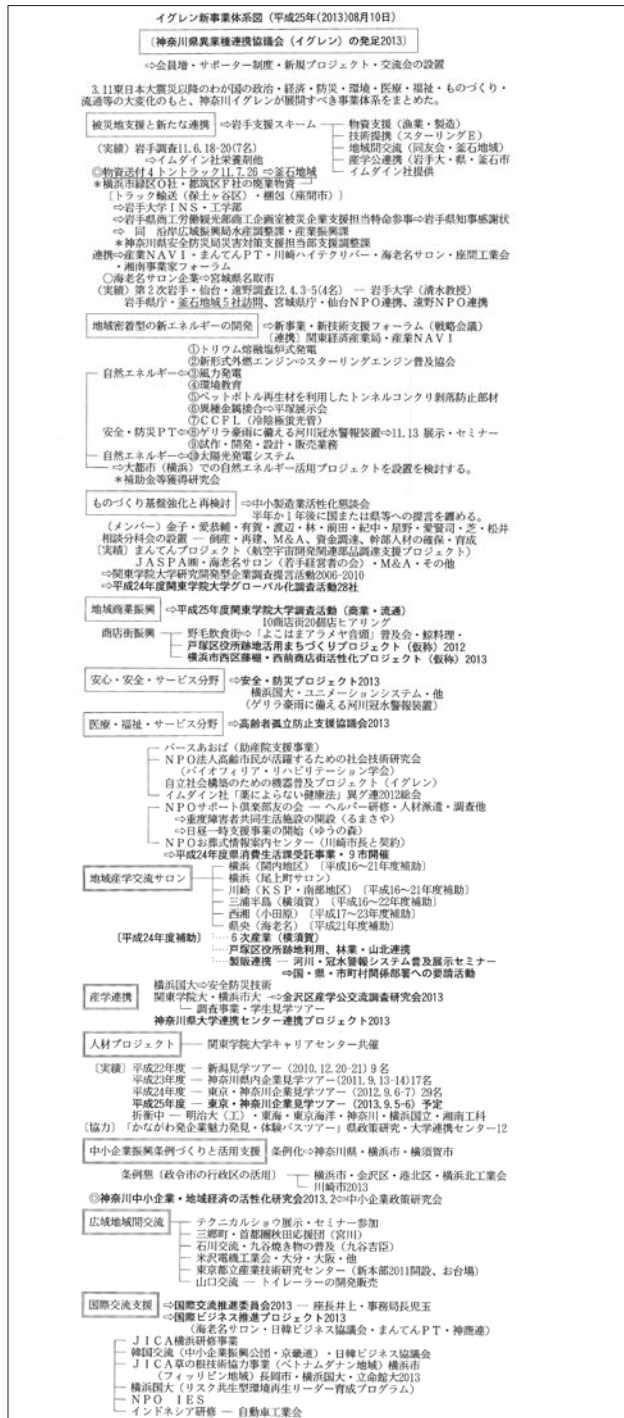 イグレン新事業体系図（平成25年(2013)08月10日）
〔神奈川県異業種連携協議会（イグレン）の発足2013〕
⇨会員増・サポーター制度・新規プロジェクト・交流会の設置
3.11東日本大震災以降のわが国の政治・経済・防災・環境・医療・福祉・ものづくり・
流通等の大変化のもと、神奈川イグレンが展開すべき事業体系をまとめた。
被災地支援と新たな連携 ⇨岩手支援スキーム 物資支援（漁業・製造）
技術提携（スターリングＥ）
（実績）岩手調査11.6.18-20(7名) 地域間交流（同友会・釜石地域）
⇨イムダイン社栄養剤他 産学公連携（岩手大・県・釜石市
◎物資送付４トントラック11.7.26 ⇨釜石地域 イムダイン社提供
＊横浜市緑区Ｏ社・都筑区Ｆ社の廃業物資
〔トラック輸送（保土ヶ谷区）・梱包（座間市）〕
⇨岩手大学ＩＮＳ・工学部
⇨岩手県商工労働観光部商工企画室被災企業支援担当特命参事⇨岩手県知事感謝状
⇨ 同 沿岸広域振興局水産調整課・産業振興課
＊神奈川県安全防災局災害対策支援担当部支援調整課
連携⇨産業ＮＡＶＩ・まんてんＰＴ・川崎ハイテクリバー・海老名サロン・座間工業会
・湘南事業家フォーラム
○海老名サロン企業⇨宮城県名取市
（実績）第２次岩手・仙台・遠野調査12.4.3-5(4名) ― 岩手大学（清水教授）
岩手県庁・釜石地域５社訪問、宮城県庁・仙台ＮＰＯ連携、遠野ＮＰＯ連携
地域密着型の新エネルギーの開発 ⇨新事業・新技術支援フォーラム（戦略会議）
〔連携〕関東経済産業局・産業ＮＡＶＩ
①トリウム熔融塩炉式発電
②新形式外燃エンジン⇨スターリングエンジン普及協会
自然エネルギー⇦③風力発電
④環境教育
⑤ペットボトル再生材を利用したトンネルコンクリ剥落防止部材
⑥異種金属接合⇨平塚展示会
⑦ＣＣＦＬ（冷陰極蛍光管）
安全・防災ＰＴ⇦⑧ゲリラ豪雨に備える河川冠水警報装置⇨11.13 展示・セミナー
⑨試作・開発・設計・販売業務
自然エネルギー⇦⑩太陽光発電システム
⇨大都市（横浜）での自然エネルギー活用プロジェクトを設置を検討する。
＊補助金等獲得研究会
ものづくり基盤強化と再検討 ⇨中小製造業活性化懇談会
半年か１年後に国または県等への提言を纏める。
（メンバー）金子・愛恭輔・有賀・渡辺・林・前田・紀中・星野・愛賢司・芝・松井
相談分科会の設置 ― 倒産・再建、Ｍ＆Ａ、資金調達、幹部人材の確保・育成
〔実績〕まんてんプロジェクト（航空宇宙開発関連部品調達支援プロジェクト）
ＪＡＳＰＡ㈱・海老名サロン（若手経営者の会）・Ｍ＆Ａ・その他
⇨関東学院大学研究開発型企業調査提言活動2006-2010
⇨平成24年度関東学院大学グローバル化調査活動28社
地域商業振興 ⇨平成25年度関東学院大学調査活動（商業・流通）
10商店街20個店ヒアリング
商店街振興 野毛飲食街⇨「よこはまアラメヤ音頭」普及会・鯨料理・
戸塚区役所跡地活用まちづくりプロジェクト（仮称）2012
横浜市西区藤棚・西前商店街活性化プロジェクト（仮称）2013
安心・安全・サービス分野 ⇨安全・防災プロジェクト2013
横浜国大・ユニメーションシステム・他
（ゲリラ豪雨に備える河川冠水警報装置）
医療・福祉・サービス分野 ⇨高齢者孤立防止支援協議会2013
バースあおば（助産院支援事業）
ＮＰＯ法人高齢市民が活躍するための社会技術研究会
（バイオフィリア・リハビリテーション学会）
自立社会構築のための機器普及プロジェクト（イグレン）
イムダイン社「薬によらない健康法」異グ連2012総会
ＮＰＯサポート倶楽部友の会 ― ヘルパー研修・人材派遣・調査他
⇨重度障害者共同生活施設の開設（るまさや）
⇨日昼一時支援事業の開始（ゆうの森）
ＮＰＯお葬式情報案内センター（川崎市長と契約）
⇨平成24年度県消費生活課受託事業・９市開催
地域産学交流サロン 横浜（関内地区）〔平成16～21年度補助〕
横浜（尾上町サロン）
川崎（ＫＳＰ・南部地区）〔平成16～21年度補助〕
三浦半島（横須賀）〔平成16～22年度補助〕
西湘（小田原）〔平成17～23年度補助〕
県央（海老名）〔平成21年度補助〕
〔平成24年度補助〕 ６次産業（横須賀）
戸塚区役所跡地利用、林業・山北連携
製販連携 ― 河川・冠水警報システム普及展示セミナー
⇨国・県・市町村関係部署への要請活動
産学連携 横浜国大⇨安全防災技術
関東学院大・横浜市大 ⇨金沢区産学公交流調査研究会2013
調査事業・学生見学ツアー
神奈川県大学連携センター連携プロジェクト2013
人材プロジェクト ― 関東学院大学キャリアセンター共催
〔実績〕平成22年度 ― 新潟見学ツアー（2010.12.20-21）９名
平成23年度 ― 神奈川県内企業見学ツアー（2011.9.13-14)17名
平成24年度 ― 東京・神奈川企業見学ツアー（2012.9.6-7）29名
平成25年度 ― 東京・神奈川企業見学ツアー（2013.9.5-6）予定
折衝中 ― 明治大（工）・東海・東京海洋・神奈川・横浜国立・湘南工科
〔協力〕「かながわ発企業魅力発見・体験バスツアー」県政策研究・大学連携センター12
中小企業振興条例づくりと活用支援 条例化⇨神奈川県・横浜市・横須賀市
条例懇〔政令市の行政区の活用〕 横浜市・金沢区・港北区・横浜北工業会
川崎市2013
◎神奈川中小企業・地域経済の活性化研究会2013.2⇦中小企業政策研究会
広域地域間交流 テクニカルショウ展示・セミナー参加
三郷町・首都圏秋田応援団（宮川）
石川交流・九谷焼き物の普及（九谷吉臣）
米沢電機工業会・大分・大阪・他
東京都立産業技術研究センター（新本部2011開設、お台場）
山口交流 ― トイレーラーの開発販売
国際交流支援 ⇨国際交流推進委員会2013 ― 座長井上・事務局長児玉
⇨国際ビジネス推進プロジェクト2013
（海老名サロン・日韓ビジネス協議会・まんてんＰＴ・神商連）
ＪＩＣＡ横浜研修事業
韓国交流（中小企業振興公団・京畿道）・日韓ビジネス協議会
ＪＩＣＡ草の根技術協力事業（ベトナムダナン地域）横浜市
（フィッリピン地域）長岡市・横浜国大・立命館大2013
横浜国大（リスク共生型環境再生リーダー育成プログラム）
ＮＰＯ ＩＥＳ
インドネシア研修 ― 自動車工業会